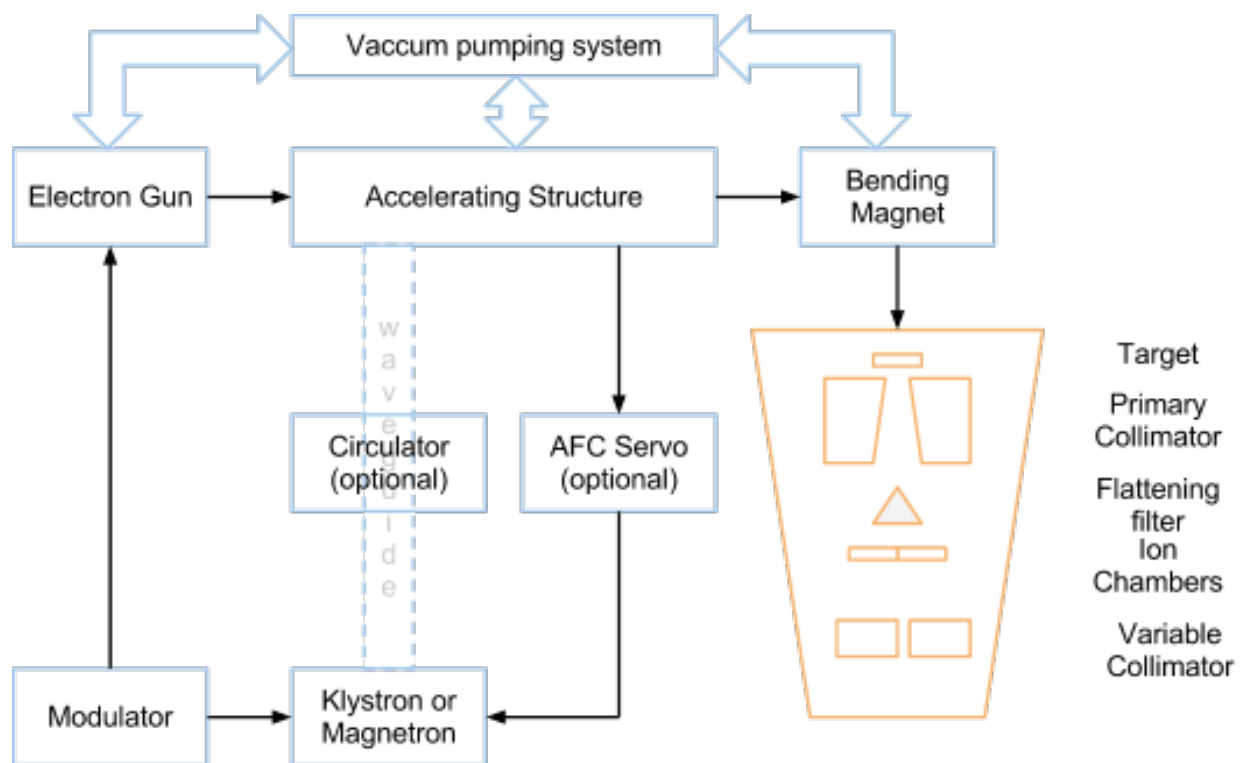 Vaccum pumping system
Electron Gun
Accelerating Structure
Bending
Magnet
waveguide
Target
Primary
Collimator
Circulator
(optional)
AFC Servo
(optional)
Flattening
filter
Ion
Chambers
Variable
Collimator
Modulator
Klystron or
Magnetron